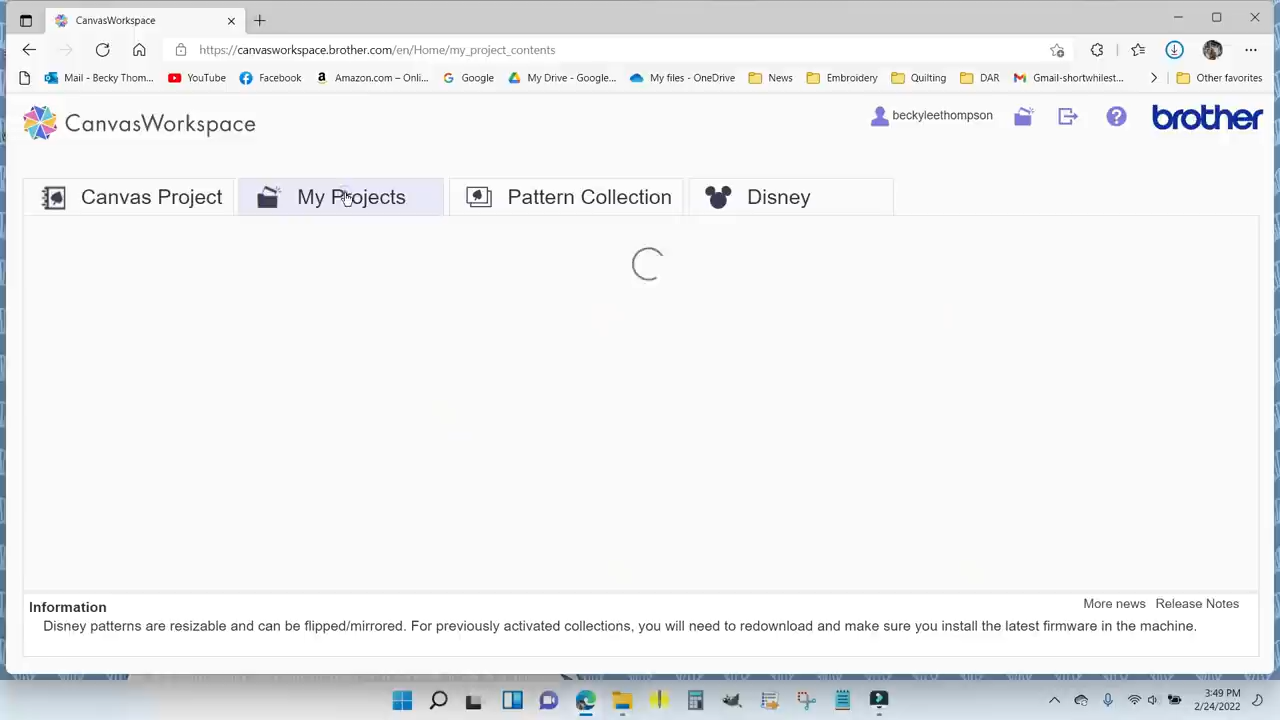 CanvasWorkspace
https://canvasworkspace.brother.com/en/Home/my_project_contents
Mail - Becky Thom...
YouTube
Facebook
Amazon.com – Onli...
Google
My Drive - Google...
My files - OneDrive
News
Embroidery
Quilting
DAR
Gmail-shortwhilest...
Other favorites
CanvasWorkspace
beckyleethompson
brother
Canvas Project
My Projects
Pattern Collection
Disney
Information
More news
Release Notes
Disney patterns are resizable and can be flipped/mirrored. For previously activated collections, you will need to redownload and make sure you install the latest firmware in the machine.
3:49 PM
2/24/2022